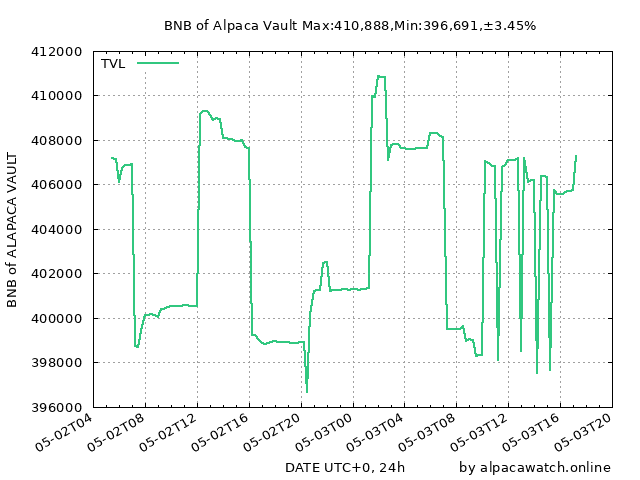 BNB of Alpaca Vault Max:410,888,Min:396,691,±3.45%
412000
410000
408000
406000
404000
402000
400000
398000
396000
TVL
BNB of ALAPACA VAULT
05-02T04
05-02T08
05-02T12
05-02T16
05-02T20
05-03T00
05-03T04
05-03T08
05-03T12
05-03T16
05-03T20
DATE UTC+0, 24h
by alpacawatch.online